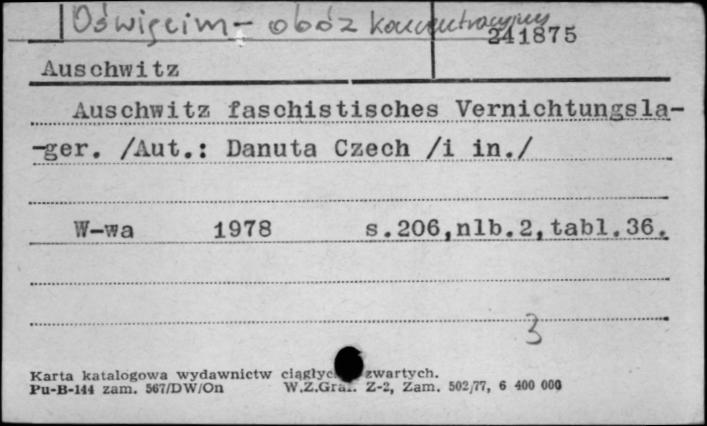 Oświęcim - obóz koncentracyjny
241875
Auschwitz
Auschwitz faschistisches Vernichtungsla-
-ger. /Aut.: Danuta Czech /i in./
W-wa 1978 s.206,nlb.2,tabl.36.
3
Karta katalogowa wydawnictw zwartych.
Pu-B-144 zam. 567/DW/On W.Z.Graf. Z-2, Zam. 502/77, 6 400 000